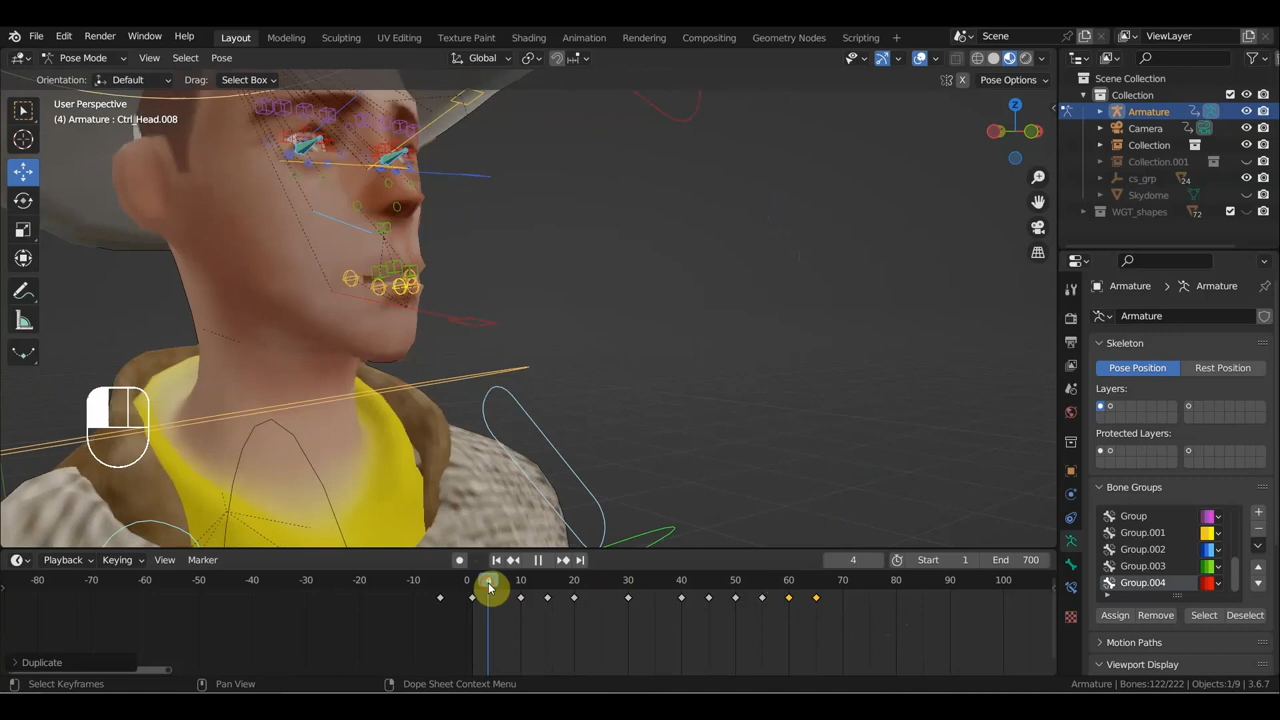 File Edit Render Window Help Layout Modeling Sculpting UV Editing Texture Paint Shading Animation Rendering Compositing Geometry Nodes Scripting + Scene ViewLayer
Pose Mode View Select Pose Global
Orientation: Default Drag: Select Box X Pose Options
User Perspective
(4) Armature : Ctrl_Head.008
Z
Scene Collection
Collection
Armature
Camera
Collection
Collection.001
cs_grp 24
Skydome
WGT_shapes 72
Armature > Armature
Armature
Skeleton
Pose Position Rest Position
Layers:
Protected Layers:
Bone Groups
Group
Group.001
Group.002
Group.003
Group.004
Assign Remove Select Deselect
Motion Paths
Viewport Display
Playback Keying View Marker 4 Start 1 End 700
-80 -70 -60 -50 -40 -30 -20 -10 0 10 20 30 40 50 60 70 80 90 100
Duplicate
Select Keyframes Pan View Dope Sheet Context Menu Armature | Bones:122/222 | Objects:1/9 | 3.6.7